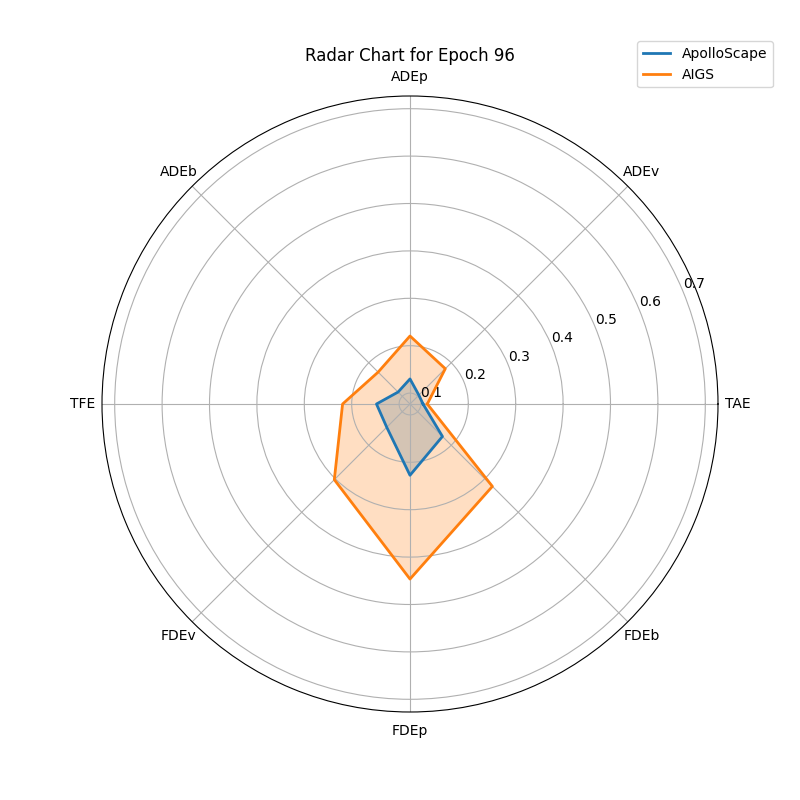 Radar Chart for Epoch 96
ApolloScape
AIGS
ADEp
ADEb
ADEv
0.7
0.6
0.5
0.4
0.3
0.2
0.1
TFE
TAE
FDEv
FDEb
FDEp